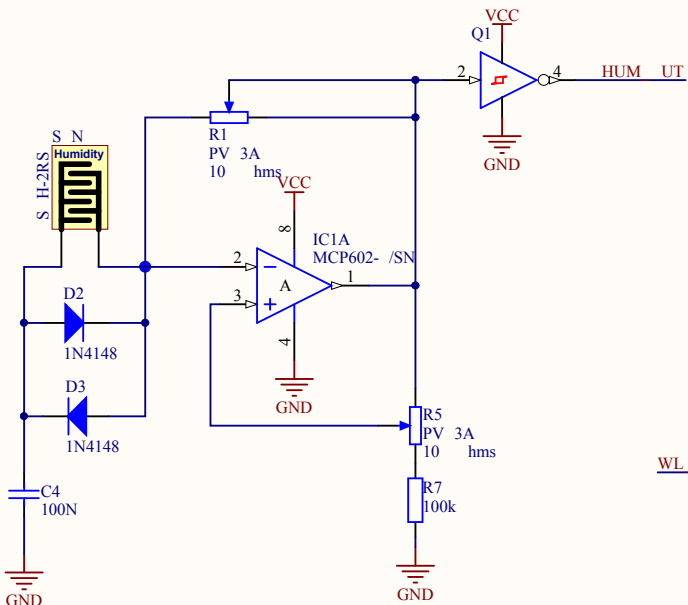 VCC
Q1
2
4
HUM UT
GND
R1
PV 3A
10 hms
S N
Humidity
S H-2RS
VCC
8
IC1A
MCP602- /SN
2
1
A
3
4
GND
D2
1N4148
D3
1N4148
R5
PV 3A
10 hms
WL
R7
100k
C4
100N
GND
GND